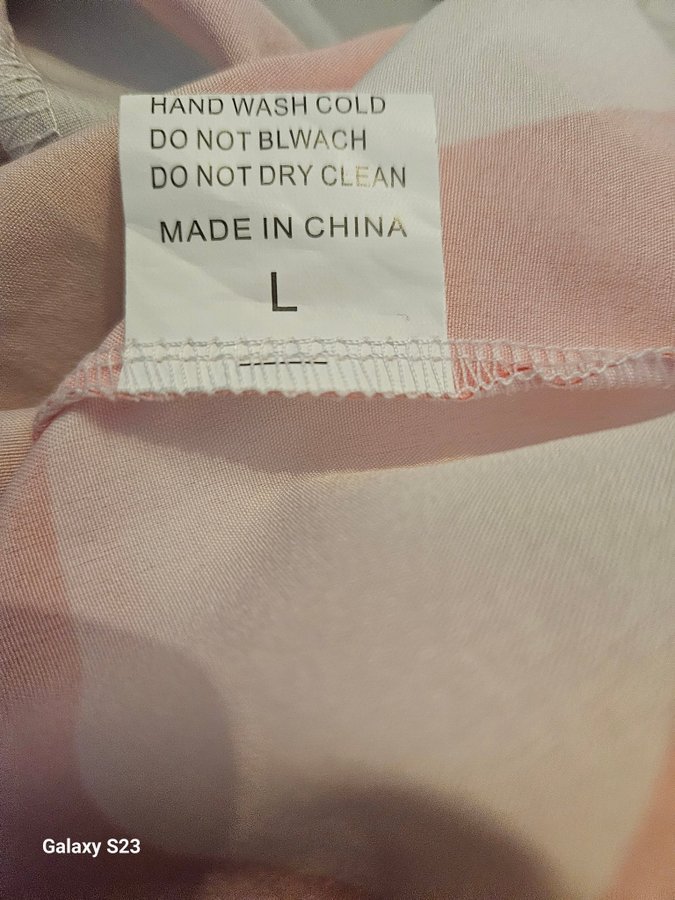 HAND WASH COLD
DO NOT BLWACH
DO NOT DRY CLEAN
MADE IN CHINA
L
Galaxy S23